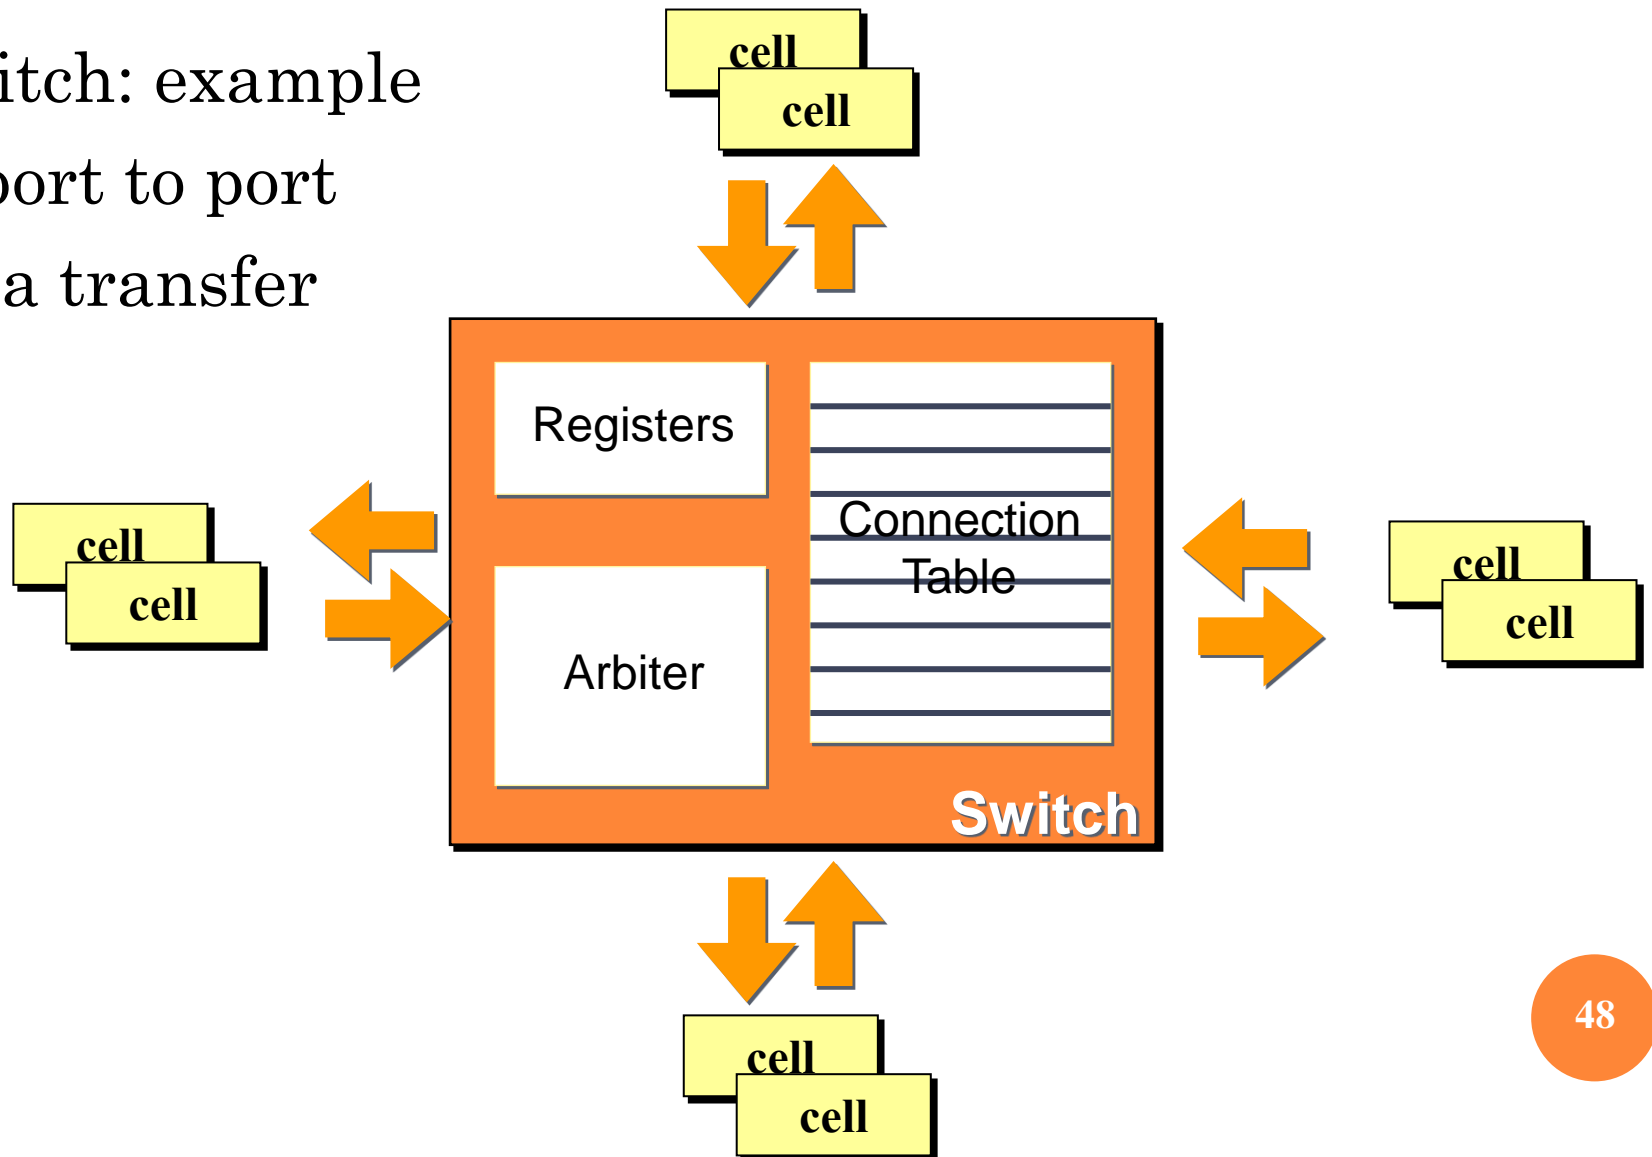 itch: example
port to port
a transfer
cell
cell
Registers
Connection
Table
Arbiter
Switch
cell
cell
cell
cell
cell
cell
48